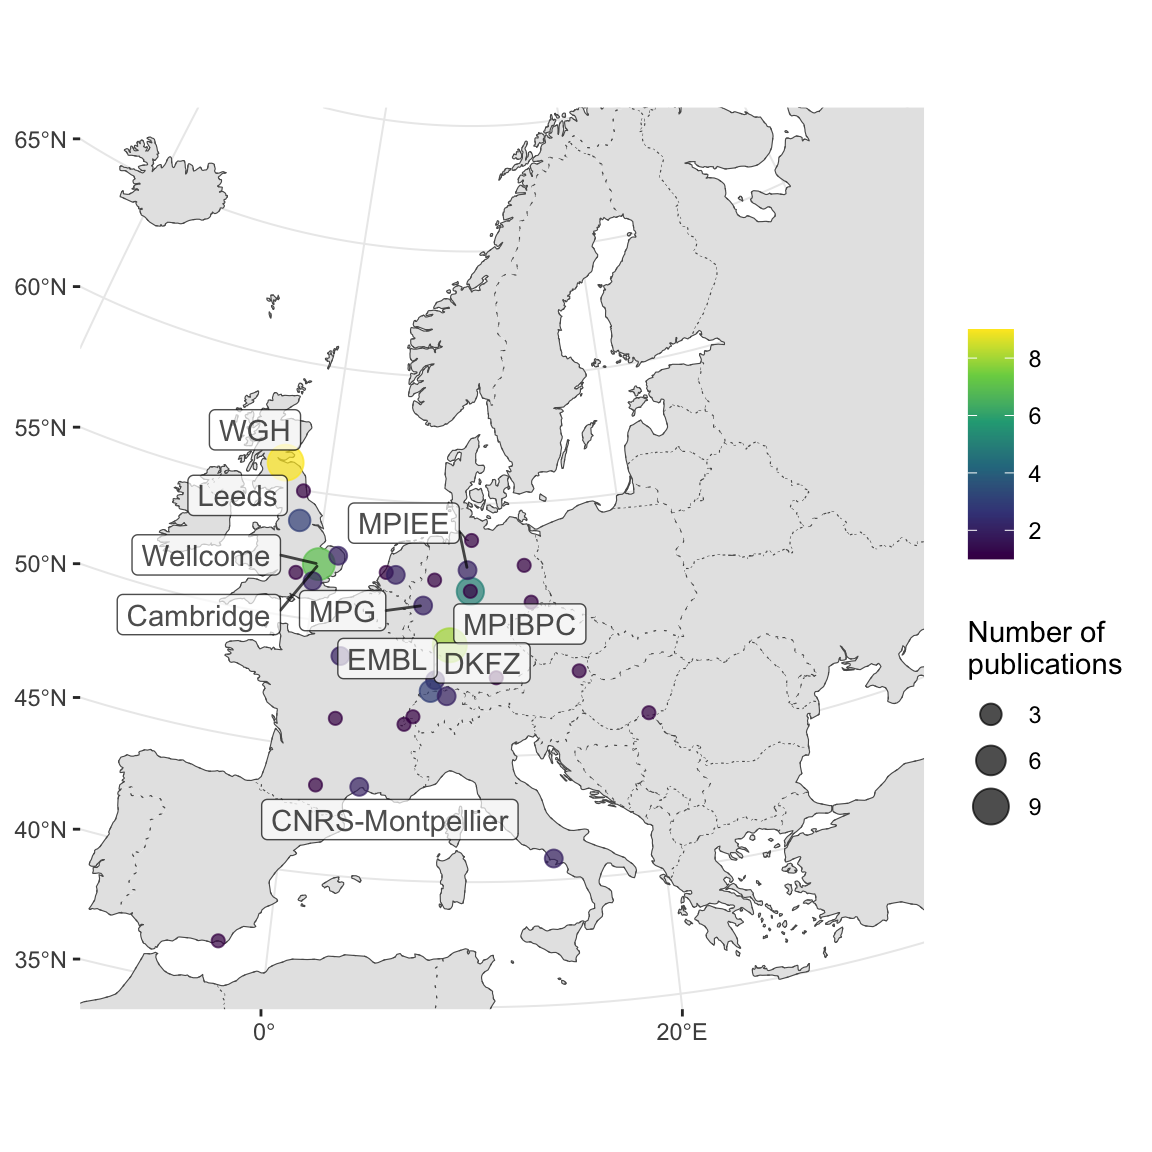 65°N
60°N
55°N
50°N
45°N
40°N
35°N
0°
20°E
WGH
Leeds
Wellcome
Cambridge
MPIEE
MPG
MPIBPC
EMBL
DKFZ
CNRS-Montpellier
8
6
4
2
Number of
publications
3
6
9